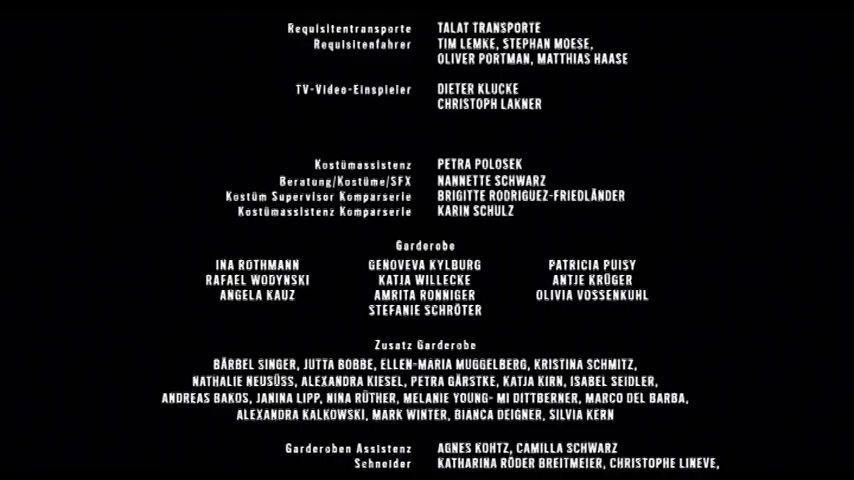 Requisitentransporte TALAT TRANSPORTE
Requisitenfahrer TIM LEMKE, STEPHAN MOESE,
OLIVER PORTMAN, MATTHIAS HAASE
TV-Video-Einspieler DIETER KLUCKE
CHRISTOPH LAKNER
Kostümassistenz PETRA POLOSEK
Beratung/Kostüme/SFX NANNETTE SCHWARZ
Kostüm Supervisor Komparserie BRIGITTE RODRIGUEZ-FRIEDLÄNDER
Kostümassistenz Komparserie KARIN SCHULZ
Garderobe
INA ROTHMANN GENOVEVA KYLBURG PATRICIA PUISY
RAFAEL WODYNSKI KATJA WILLECKE ANTJE KRÜGER
ANGELA KAUZ AMRITA RONNIGER OLIVIA VOSSENKUHL
STEFANIE SCHRÖTER
Zusatz Garderobe
BÄRBEL SINGER, JUTTA BOBBE, ELLEN-MARIA MUGGELBERG, KRISTINA SCHMITZ,
NATHALIE NEUSÜSS, ALEXANDRA KIESEL, PETRA GÄRSTKE, KATJA KIRN, ISABEL SEIDLER,
ANDREAS BAKOS, JANINA LIPP, NINA RÜTHER, MELANIE YOUNG- MI DITTBERNER, MARCO DEL BARBA,
ALEXANDRA KALKOWSKI, MARK WINTER, BIANCA DEIGNER, SILVIA KERN
Garderoben Assistenz AGNES KOHTZ, CAMILLA SCHWARZ
Schneider KATHARINA RÖDER BREITMEIER, CHRISTOPHE LINEVE,